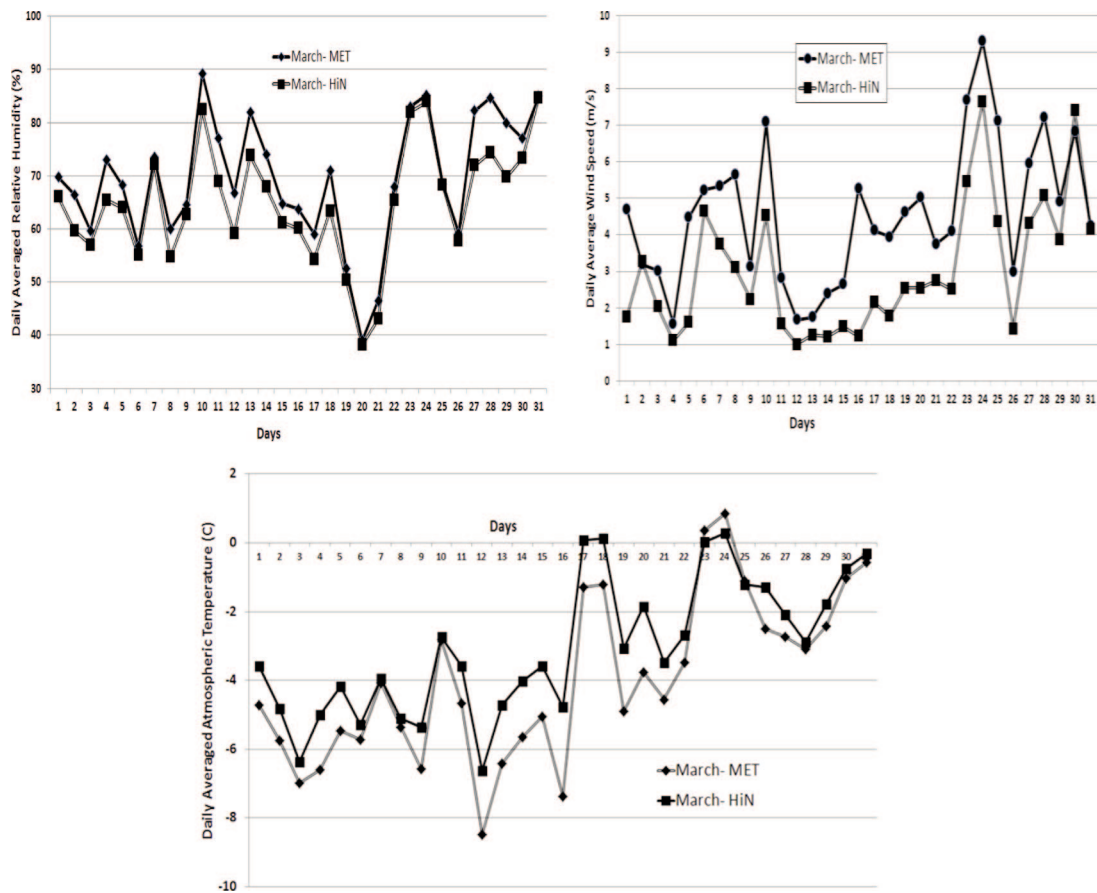 Daily Averaged Relative Humidity (%)
100
90
80
70
60
50
40
30
March- MET
March- HiN
1 2 3 4 5 6 7 8 9 10 11 12 13 14 15 16 17 18 19 20 21 22 23 24 25 26 27 28 29 30 31
Days
Daily Average Wind Speed (m/s)
10
9
8
7
6
5
4
3
2
1
0
March- MET
March- HiN
1 2 3 4 5 6 7 8 9 10 11 12 13 14 15 16 17 18 19 20 21 22 23 24 25 26 27 28 29 30 31
Days
Daily Averaged Atmospheric Temperature (C)
2
0
-2
-4
-6
-8
-10
Days
1 2 3 4 5 6 7 8 9 10 11 12 13 14 15 16 17 18 19 20 21 22 23 24 25 26 27 28 29 30
March- MET
March- HiN